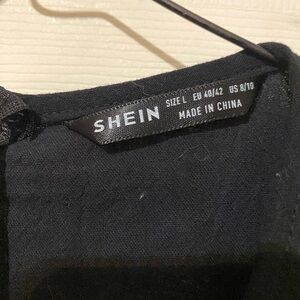 SHEIN
SIZE L EU 40/42 US 8/10
MADE IN CHINA